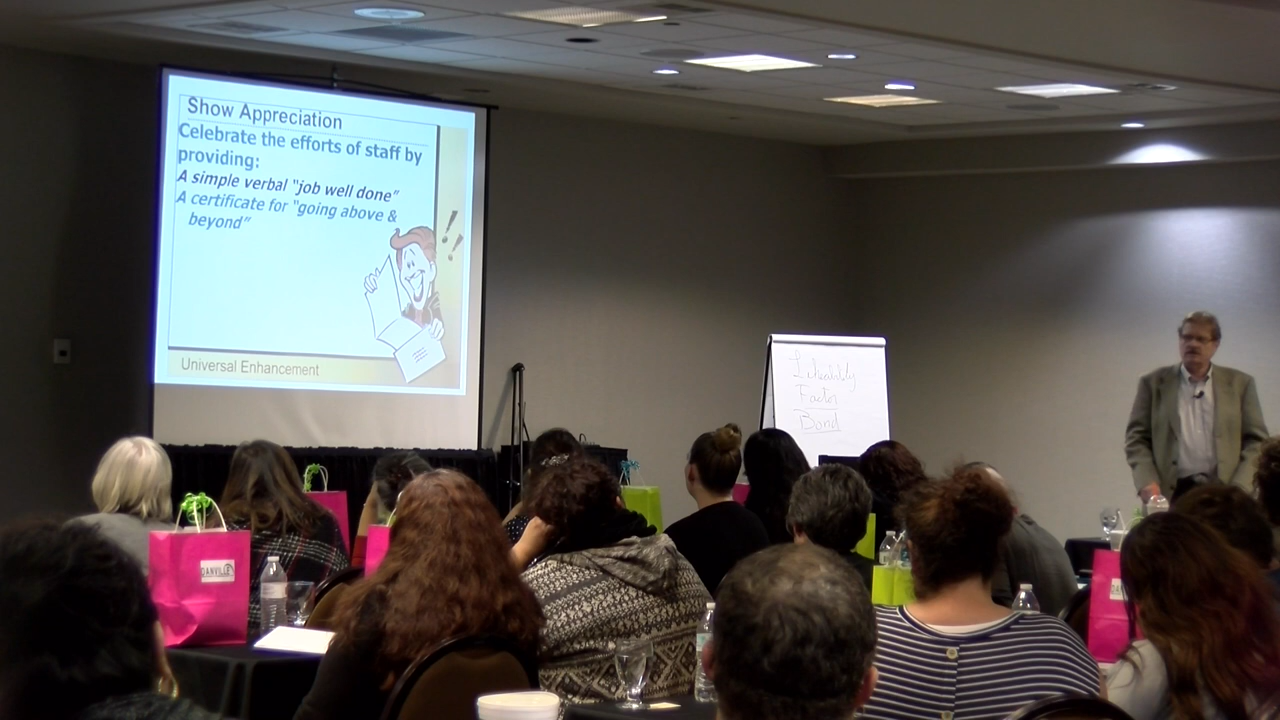 Show Appreciation
Celebrate the efforts of staff by
providing:
A simple verbal "job well done"
A certificate for "going above &
beyond"
Universal Enhancement
Factor
Bond
DANVILLE